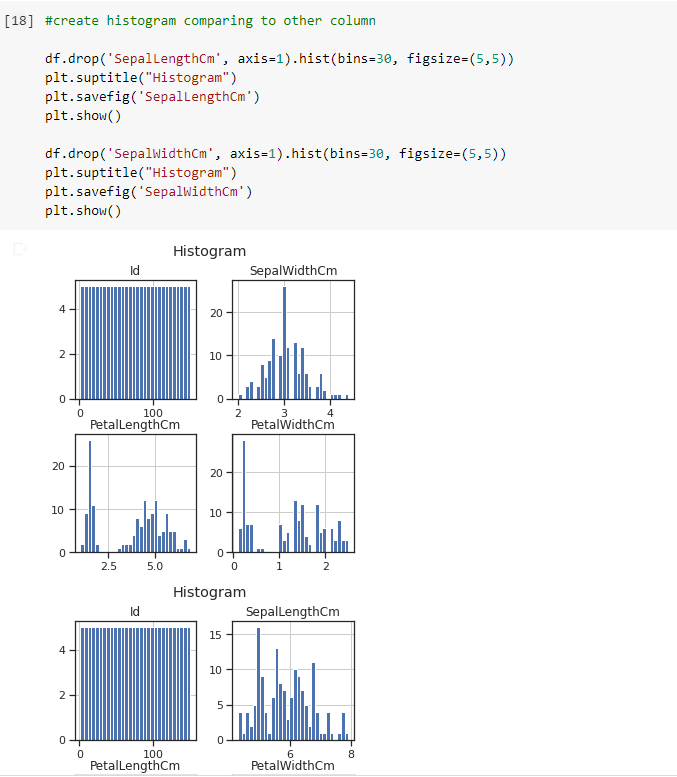 [18] #create histogram comparing to other column
df.drop('SepalLengthCm', axis=1).hist(bins=30, figsize=(5,5))
plt.suptitle("Histogram")
plt.savefig('SepalLengthCm')
plt.show()
df.drop('SepalWidthCm', axis=1).hist(bins=30, figsize=(5,5))
plt.suptitle("Histogram")
plt.savefig('SepalWidthCm')
plt.show()
Histogram
Id SepalWidthCm
4 20
2 10
0 0
0 100 2 3 4
PetalLengthCm PetalWidthCm
20 20
10 10
0 0
2.5 5.0 0 1 2
Histogram
Id SepalLengthCm
15
4 10
2 5
0 0
0 100 6 8
PetalLengthCm PetalWidthCm